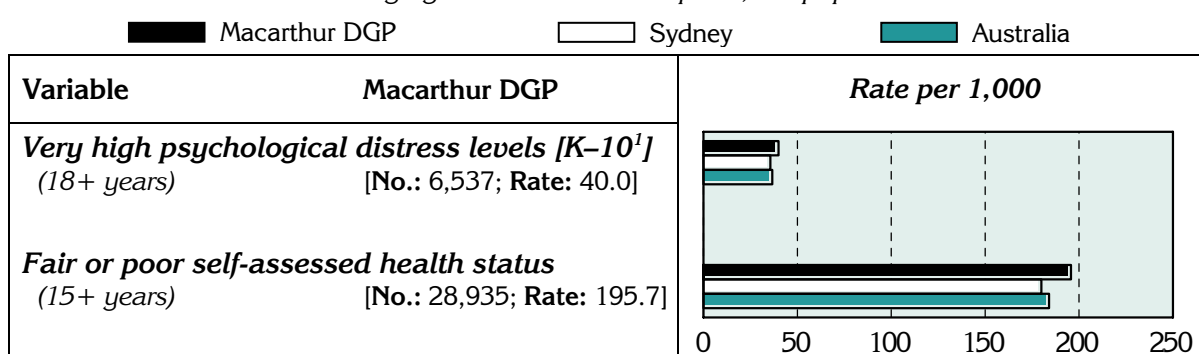 Macarthur DGP Sydney Australia
Variable Macarthur DGP Rate per 1,000
Very high psychological distress levels [K–10¹]
(18+ years) [No.: 6,537; Rate: 40.0]
Fair or poor self-assessed health status
(15+ years) [No.: 28,935; Rate: 195.7]
0 50 100 150 200 250